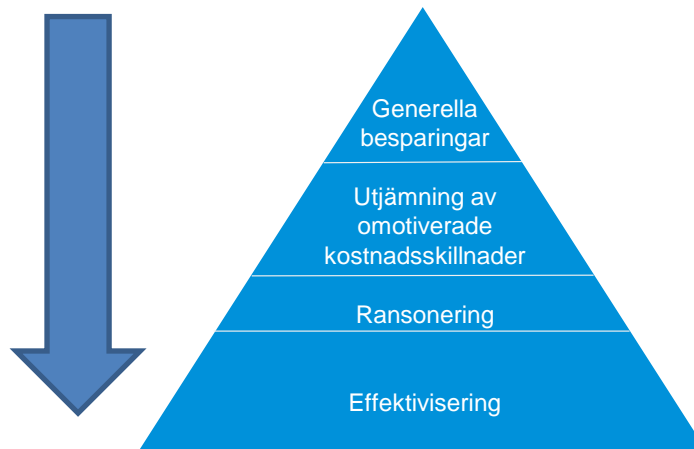 Generella
besparingar
Utjämning av
omotiverade
kostnadsskillnader
Ransonering
Effektivisering